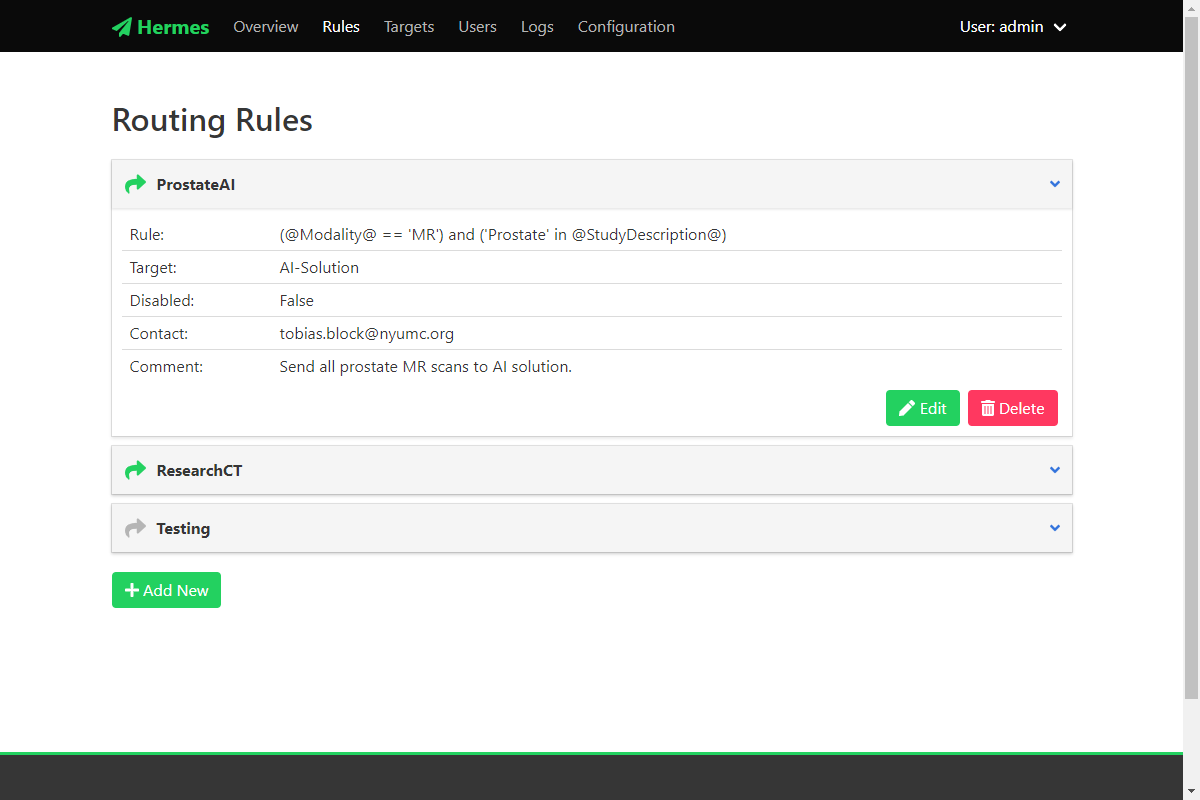 Hermes Overview Rules Targets Users Logs Configuration User: admin
Routing Rules
ProstateAI
Rule: (@Modality@ == 'MR') and ('Prostate' in @StudyDescription@)
Target: AI-Solution
Disabled: False
Contact: tobias.block@nyumc.org
Comment: Send all prostate MR scans to AI solution.
Edit Delete
ResearchCT
Testing
Add New